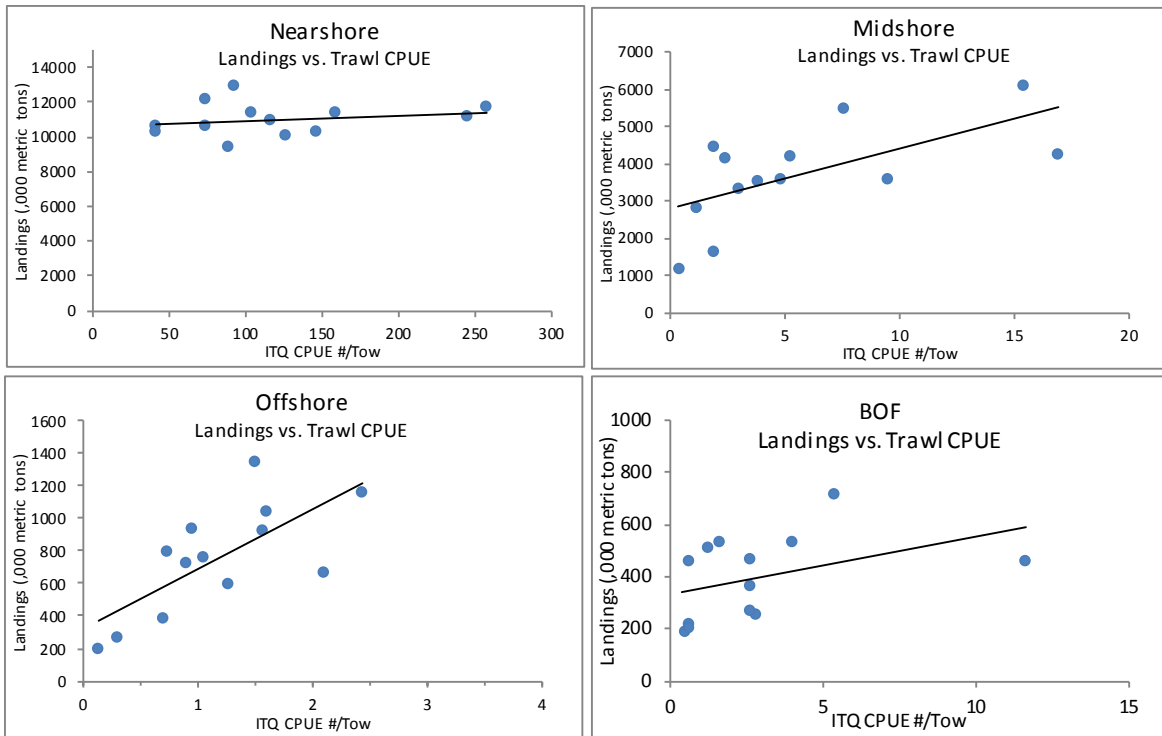 Nearshore
Landings vs. Trawl CPUE
Landings (,000 metric tons)
14000
12000
10000
8000
6000
4000
2000
0
0 50 100 150 200 250 300
ITQ CPUE #/Tow
Midshore
Landings vs. Trawl CPUE
Landings (,000 metric tons)
7000
6000
5000
4000
3000
2000
1000
0
0 5 10 15 20
ITQ CPUE #/Tow
Offshore
Landings vs. Trawl CPUE
Landings (,000 metric tons)
1600
1400
1200
1000
800
600
400
200
0
0 1 2 3 4
ITQ CPUE #/Tow
BOF
Landings vs. Trawl CPUE
Landings (,000 metric tons)
1000
800
600
400
200
0
0 5 10 15
ITQ CPUE #/Tow